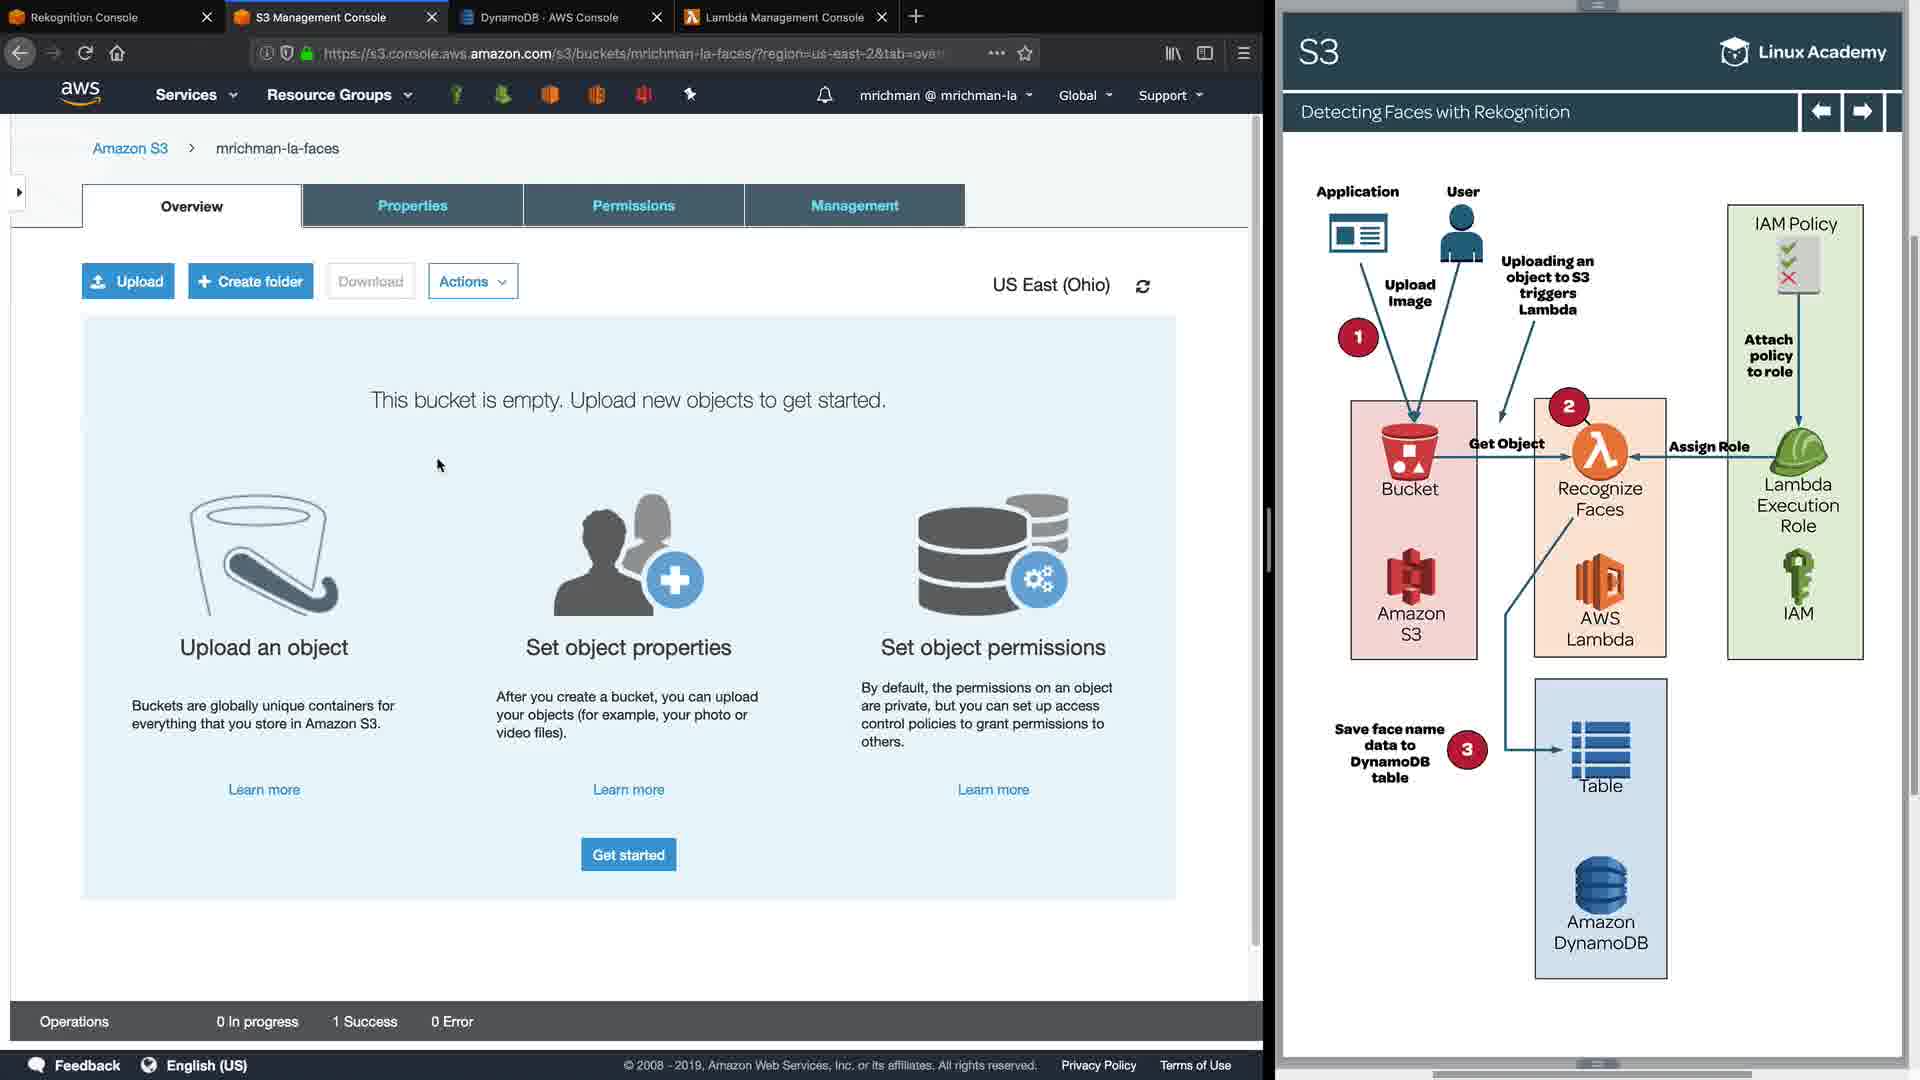 Rekognition Console
S3 Management Console
DynamoDB · AWS Console
Lambda Management Console
https://s3.console.aws.amazon.com/s3/buckets/mrichman-la-faces/?region=us-east-2&tab=over
aws
Services
Resource Groups
mrichman @ mrichman-la
Global
Support
Amazon S3 > mrichman-la-faces
Overview
Properties
Permissions
Management
Upload
+ Create folder
Download
Actions
US East (Ohio)
This bucket is empty. Upload new objects to get started.
Upload an object
Buckets are globally unique containers for
everything that you store in Amazon S3.
Learn more
Set object properties
After you create a bucket, you can upload
your objects (for example, your photo or
video files).
Learn more
Set object permissions
By default, the permissions on an object
are private, but you can set up access
control policies to grant permissions to
others.
Learn more
Get started
Operations
0 In progress
1 Success
0 Error
Feedback
English (US)
© 2008 - 2019, Amazon Web Services, Inc. or its affiliates. All rights reserved.
Privacy Policy
Terms of Use
S3
Linux Academy
Detecting Faces with Rekognition
Application
User
Upload
Image
Uploading an
object to S3
triggers
Lambda
1
IAM Policy
Attach
policy
to role
2
Get Object
Assign Role
Bucket
Recognize
Faces
Lambda
Execution
Role
Amazon
S3
AWS
Lambda
IAM
Save face name
data to
DynamoDB
table
3
Table
Amazon
DynamoDB